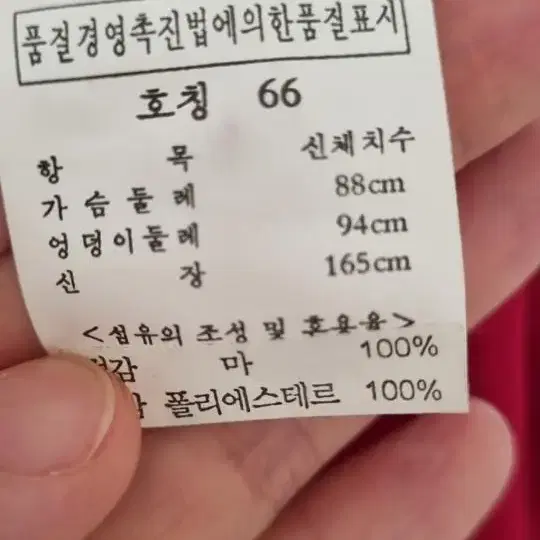 품질경영촉진법에의한품질표시
호칭 66
항 목 신체치수
가슴둘레 88cm
엉덩이둘레 94cm
신 장 165cm
<섬유의 조성 및 혼용율>
겉감 마 100%
폴리에스테르 100%